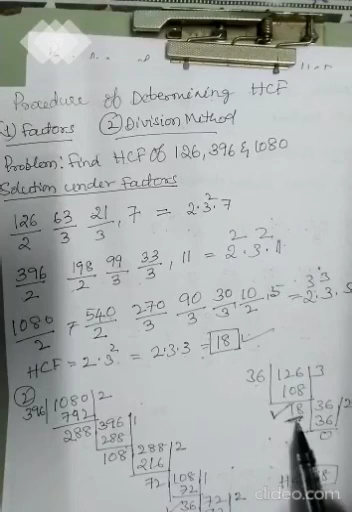 Procedure of Determining HCF
① Factors ② Division Method
Problem: Find HCF of 126, 396 & 1080
Solution under Factors
126/2 63/3 21/3, 7 = 2·3²·7
396/2 198/2 99/3 33/3, 11 = 2²·3²·11
1080/2 = 540/2 270/3 90/3 30/3, 10/2, 5 = 2³·3³·5
HCF = 2·3² = 2·3·3 = 18 ✓
②
396 | 1080 | 2
792
288 | 396 | 1
288
108 | 288 | 2
216
72 | 108 | 1
72
36 | 72 | 2
36 | 126 | 3
108
18 | 36 | 2
36
0
clideo.com